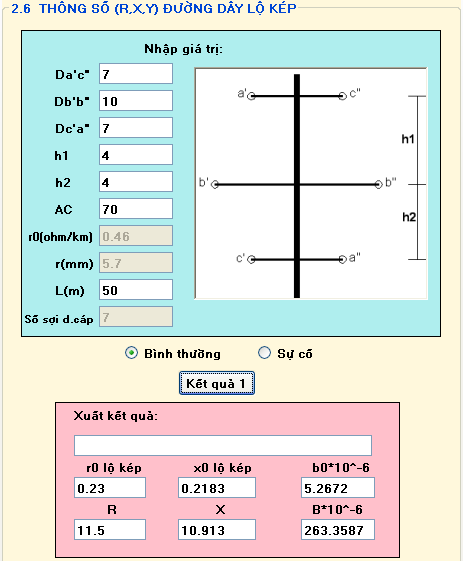 2.6 THÔNG SỐ (R,X,Y) ĐƯỜNG DÂY LỘ KÉP
Nhập giá trị:
Da'c" 7
Db'b" 10
Dc'a" 7
h1 4
h2 4
AC 70
r0(ohm/km) 0.46
r(mm) 5.7
L(m) 50
Số sợi d.cáp 7
a' c"
h1
b' b"
h2
c' a"
Bình thường Sự cố
Kết quả 1
Xuất kết quả:
r0 lộ kép x0 lộ kép b0*10^-6
0.23 0.2183 5.2672
R X B*10^-6
11.5 10.913 263.3587